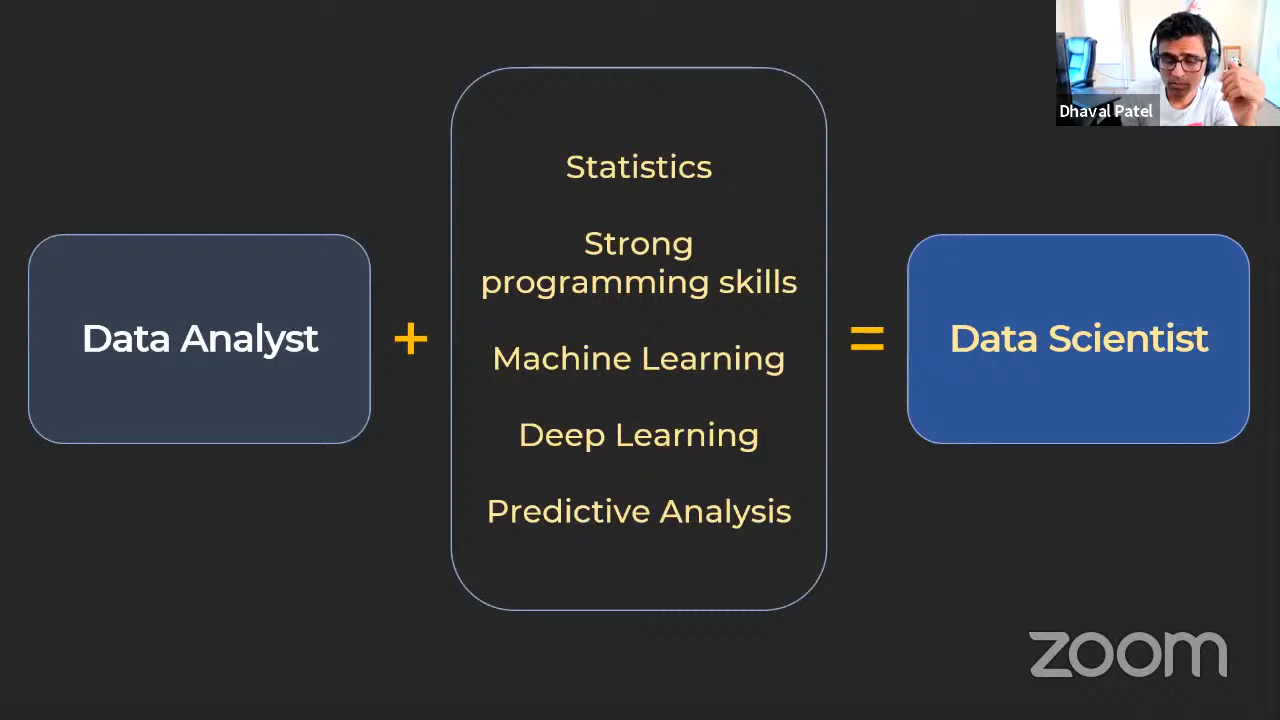 Dhaval Patel
Statistics
Strong
programming skills
Machine Learning
Deep Learning
Predictive Analysis
Data Analyst
+
=
Data Scientist
zoom